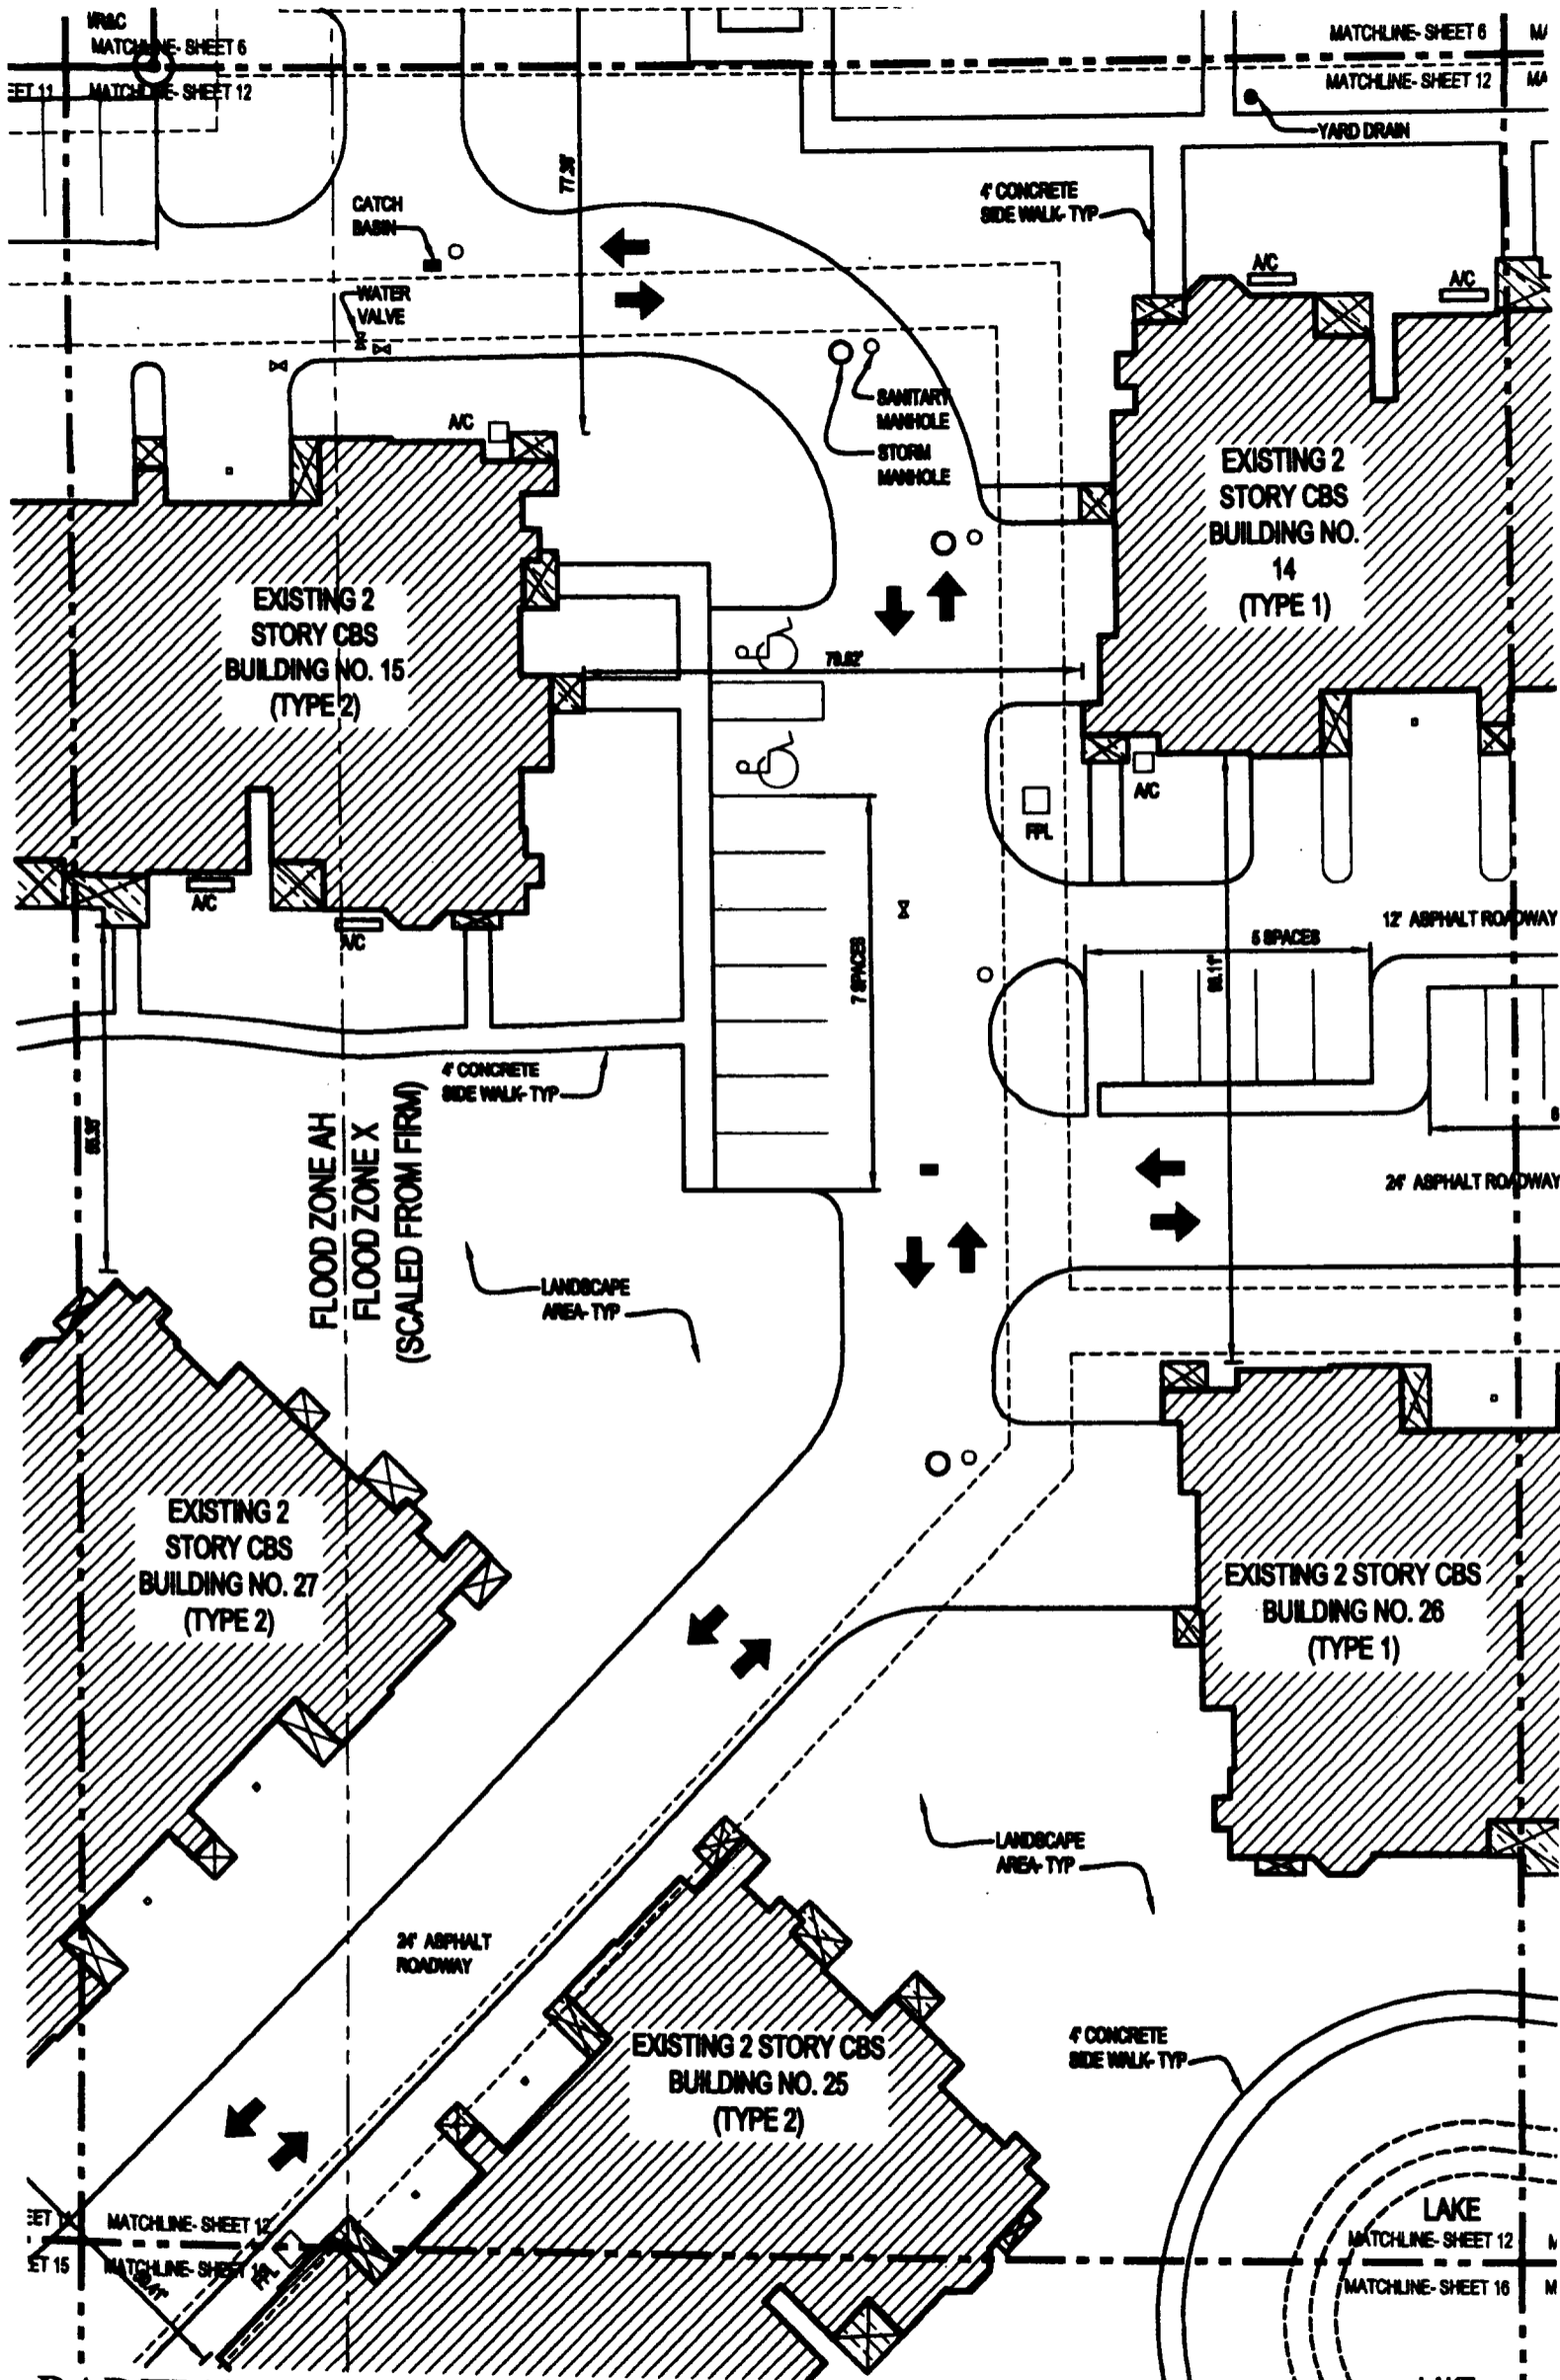 MATCHLINE- SHEET 6
MATCHLINE- SHEET 6
MATCHLINE- SHEET 12
MATCHLINE- SHEET 12
YARD DRAIN
77.36'
4' CONCRETE
SIDE WALK- TYP
CATCH
BASIN
A/C
A/C
WATER
VALVE
SANITARY
MANHOLE
STORM
MANHOLE
A/C
EXISTING 2
STORY CBS
BUILDING NO.
14
(TYPE 1)
EXISTING 2
STORY CBS
BUILDING NO. 15
(TYPE 2)
A/C
FPL
A/C
A/C
12' ASPHALT ROADWAY
5 SPACES
7 SPACES
4' CONCRETE
SIDE WALK- TYP
24' ASPHALT ROADWAY
FLOOD ZONE AH
FLOOD ZONE X
(SCALED FROM FIRM)
LANDSCAPE
AREA- TYP
EXISTING 2
STORY CBS
BUILDING NO. 27
(TYPE 2)
EXISTING 2 STORY CBS
BUILDING NO. 26
(TYPE 1)
LANDSCAPE
AREA- TYP
24' ASPHALT
ROADWAY
EXISTING 2 STORY CBS
BUILDING NO. 25
(TYPE 2)
4' CONCRETE
SIDE WALK- TYP
LAKE
MATCHLINE- SHEET 12
MATCHLINE- SHEET 12
MATCHLINE- SHEET 16
FPL